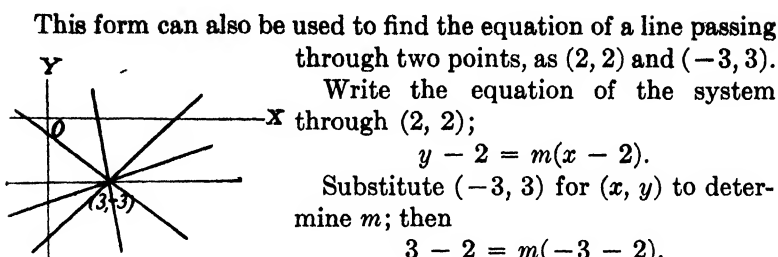 This form can also be used to find the equation of a line passing
through two points, as (2, 2) and (−3, 3).
Write the equation of the system
through (2, 2);
y − 2 = m(x − 2).
Substitute (−3, 3) for (x, y) to deter-
mine m; then
3 − 2 = m(−3 − 2).
Y
X
O
(3,-3)